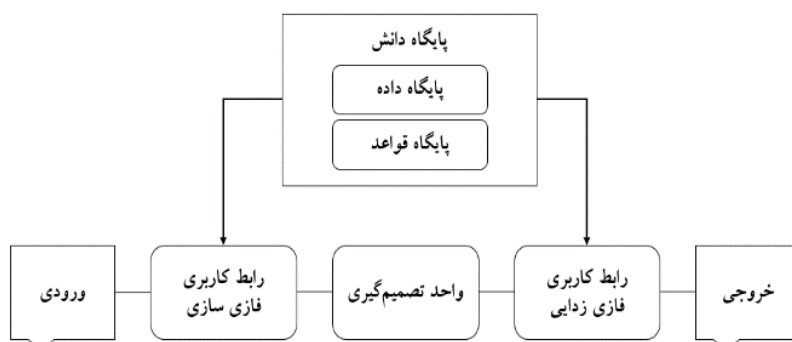 پایگاه دانش
پایگاه داده
پایگاه قواعد
ورودی
رابط کاربری
فازی سازی
واحد تصمیم‌گیری
رابط کاربری
فازی زدایی
خروجی